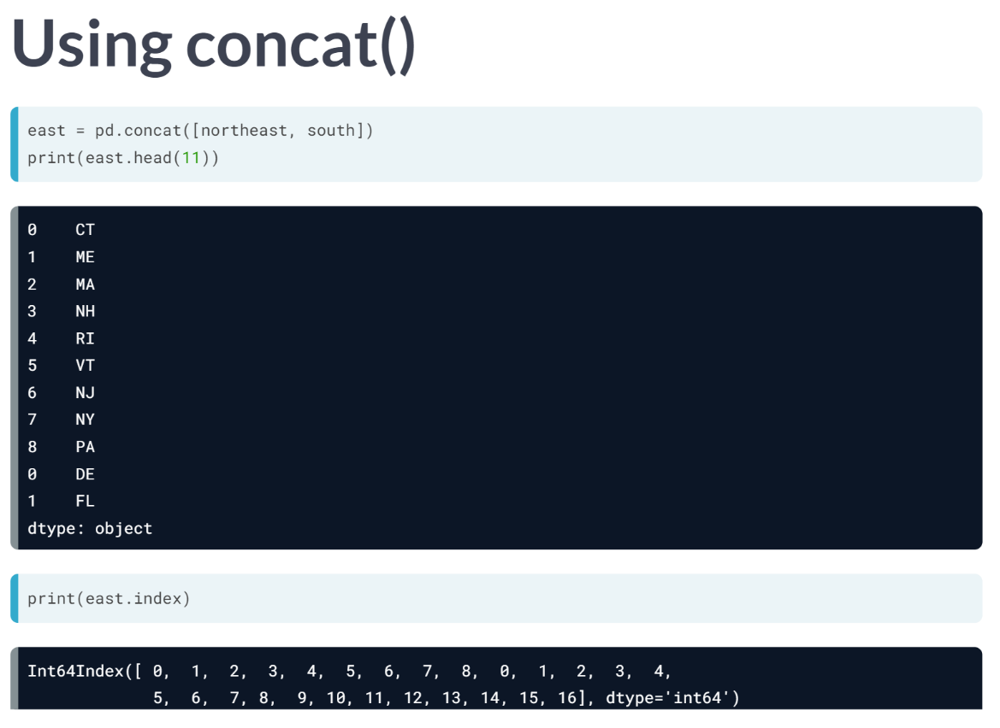 Using concat()
east = pd.concat([northeast, south])
print(east.head(11))
0    CT
1    ME
2    MA
3    NH
4    RI
5    VT
6    NJ
7    NY
8    PA
0    DE
1    FL
dtype: object
print(east.index)
Int64Index([ 0,  1,  2,  3,  4,  5,  6,  7,  8,  0,  1,  2,  3,  4,
             5,  6,  7, 8,  9, 10, 11, 12, 13, 14, 15, 16], dtype='int64')